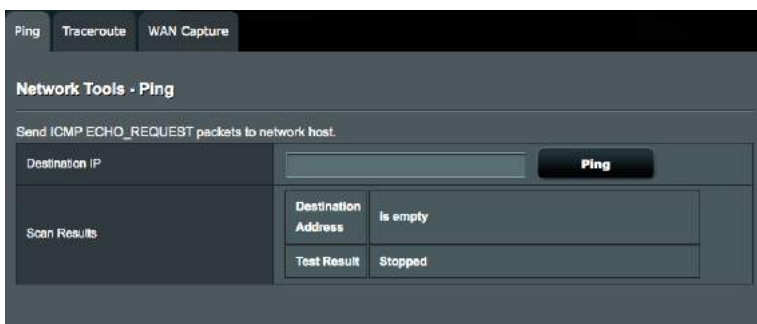 Ping Traceroute WAN Capture
Network Tools - Ping
Send ICMP ECHO_REQUEST packets to network host.
Destination IP Ping
Scan Results
Destination
Address
is empty
Test Result Stopped